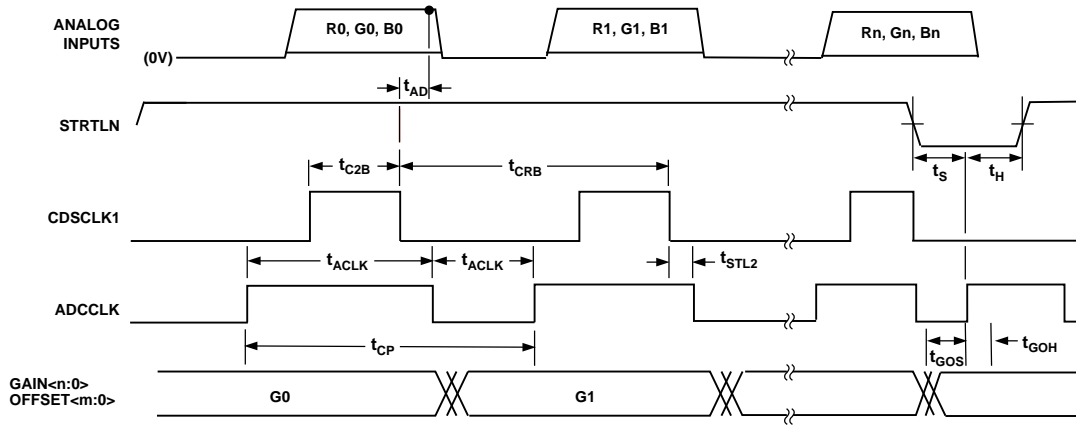 ANALOG
INPUTS
(0V)
R0, G0, B0
R1, G1, B1
Rn, Gn, Bn
tAD
STRTLN
tS
tH
tC2B
tCRB
CDSCLK1
tACLK
tACLK
tSTL2
ADCCLK
tCP
tGOS
tGOH
GAIN<n:0>
OFFSET<m:0>
G0
G1